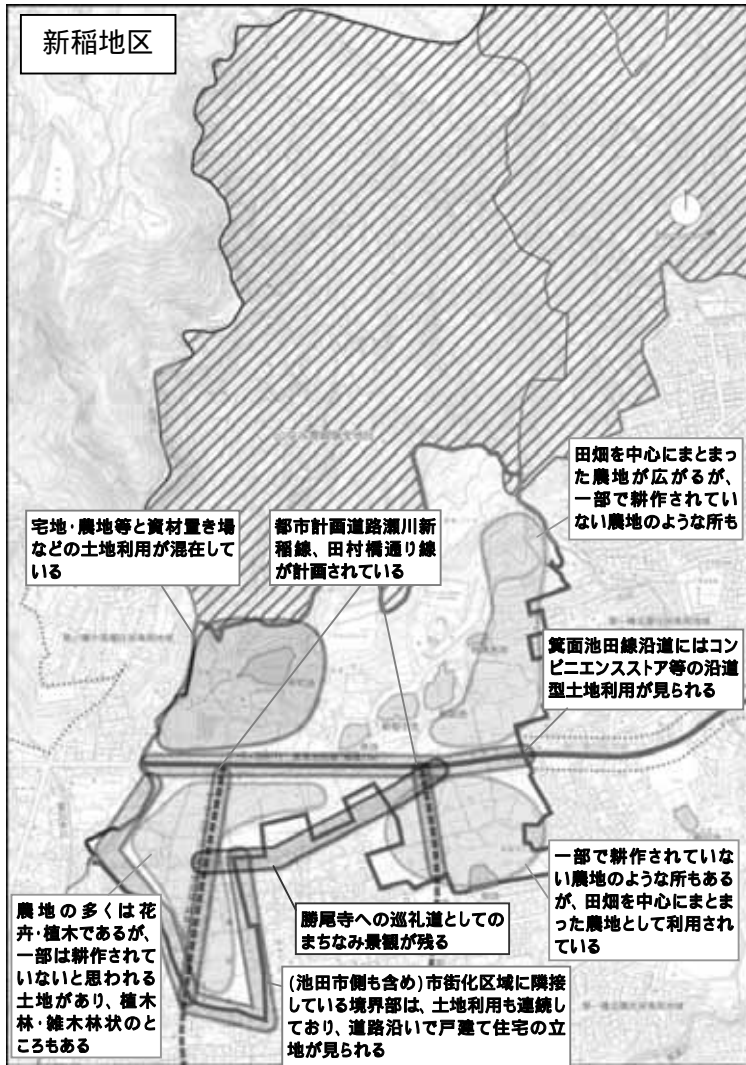 新稲地区
田畑を中心にまとまっ
た農地が広がるが、
一部で耕作されてい
ない農地のような所も
宅地・農地等と資材置き場
などの土地利用が混在して
いる
都市計画道路瀬川新
稲線、田村橋通り線
が計画されている
箕面池田線沿道にはコン
ビニエンスストア等の沿道
型土地利用が見られる
一部で耕作されていな
い農地のような所もある
が、田畑を中心にまとま
った農地として利用され
ている
農地の多くは花
卉・植木であるが、
一部は耕作されて
いないと思われる
土地があり、植木
林・雑木林状のと
ころもある
勝尾寺への巡礼道としての
まちなみ景観が残る
(池田市側も含め)市街化区域に隣接
している境界部は、土地利用も連続し
ており、道路沿いで戸建て住宅の立
地が見られる